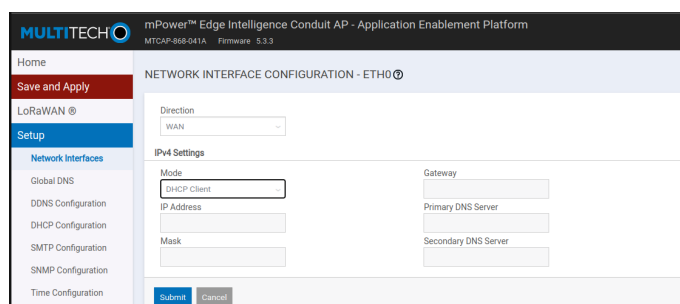 MULTITECH
mPower™ Edge Intelligence Conduit AP - Application Enablement Platform
MTCAP-868-041A Firmware 5.3.3
Home
Save and Apply
LoRaWAN ®
Setup
Network Interfaces
Global DNS
DDNS Configuration
DHCP Configuration
SMTP Configuration
SNMP Configuration
Time Configuration
NETWORK INTERFACE CONFIGURATION - ETH0
Direction
WAN
IPv4 Settings
Mode
DHCP Client
IP Address
Mask
Gateway
Primary DNS Server
Secondary DNS Server
Submit Cancel